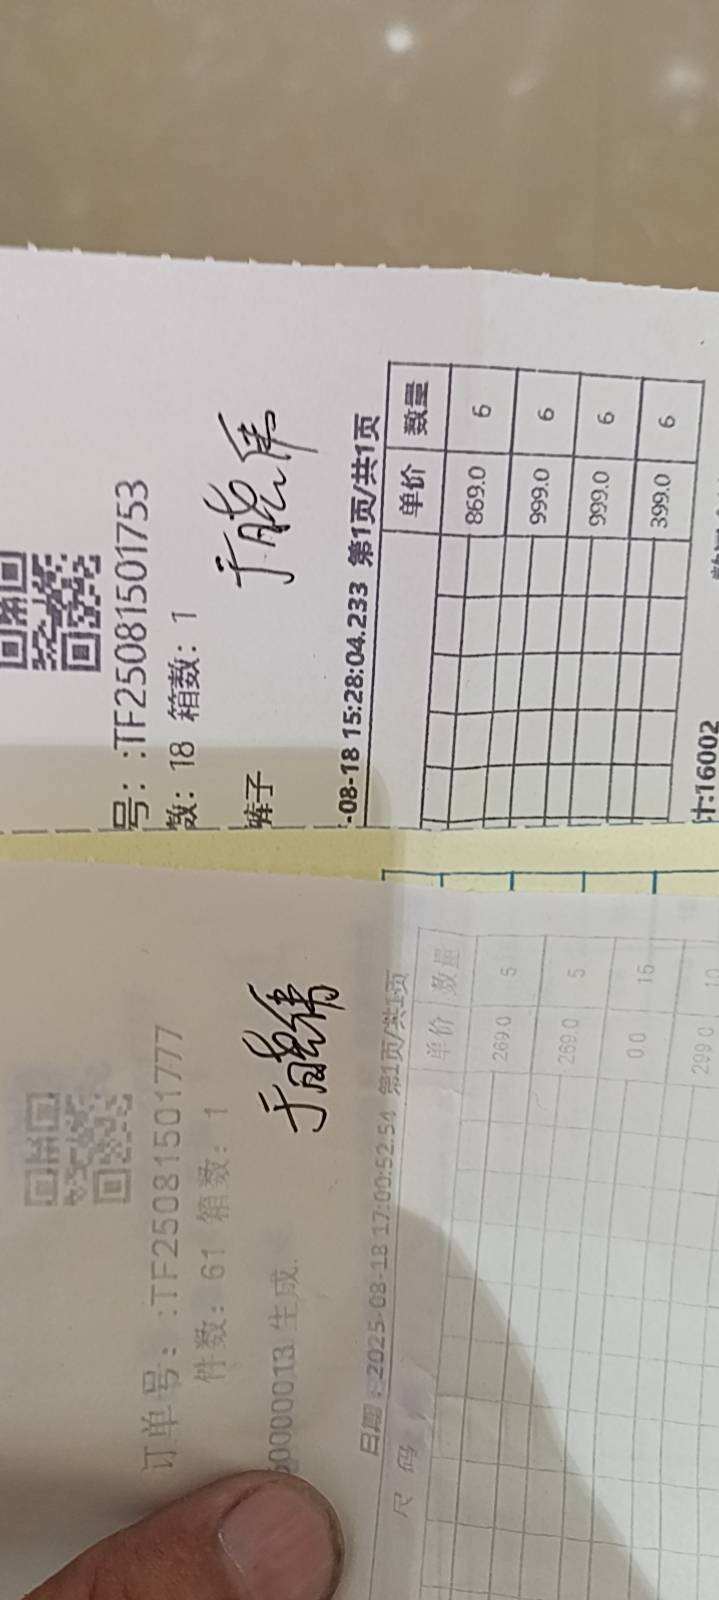 号：:TF25081501753
数：18 箱数：1
裤子
-08-18 15:28:04.233 第1页/共1页
单价 数量
869.0 6
999.0 6
999.0 6
399.0 6
计:16002
订单号：:TF25081501777
件数：61 箱数：1
0000013 生成.
日期：2025-08-18 17:00:52.54 第1页/共1页
尺 码 单价 数量
269.0 5
269.0 5
0.0 15
299.0 10